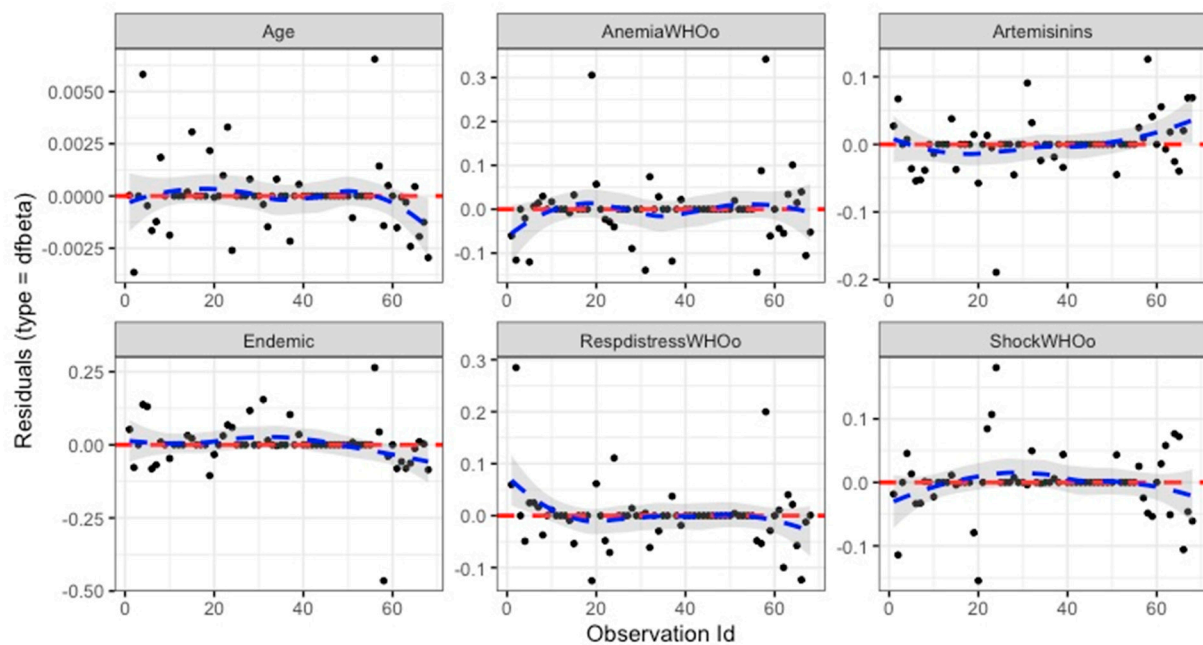 Age
AnemiaWHOo
Artemisinins
0.0050
0.0025
0.0000
-0.0025
0.3
0.2
0.1
0.0
-0.1
0.1
0.0
-0.1
-0.2
0 20 40 60
0 20 40 60
0 20 40 60
Endemic
RespdistressWHOo
ShockWHOo
0.25
0.00
-0.25
-0.50
0.3
0.2
0.1
0.0
-0.1
0.1
0.0
-0.1
0 20 40 60
0 20 40 60
0 20 40 60
Residuals (type = dfbeta)
Observation Id